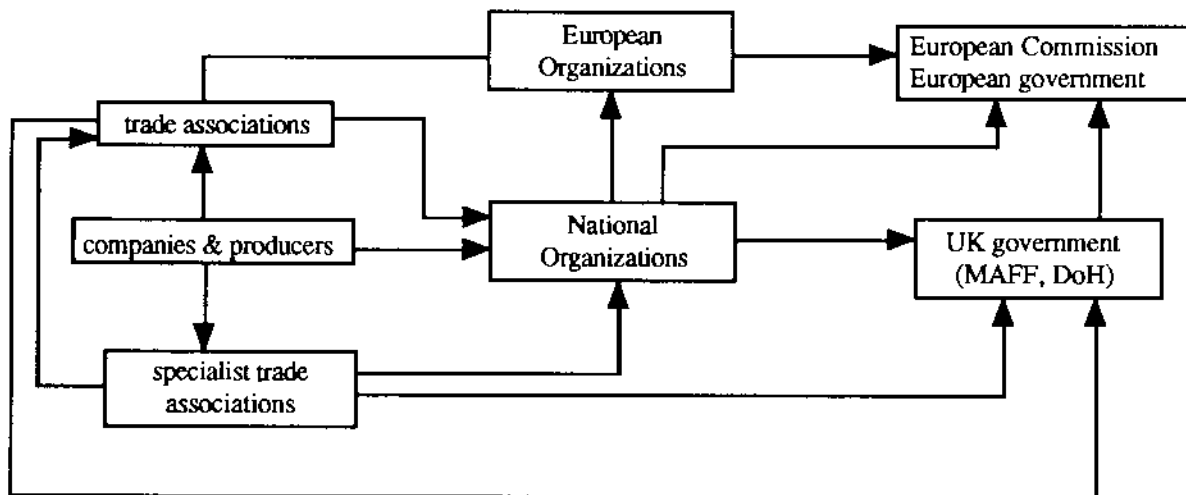 European
Organizations
European Commission
European government
trade associations
companies & producers
National
Organizations
UK government
(MAFF, DoH)
specialist trade
associations